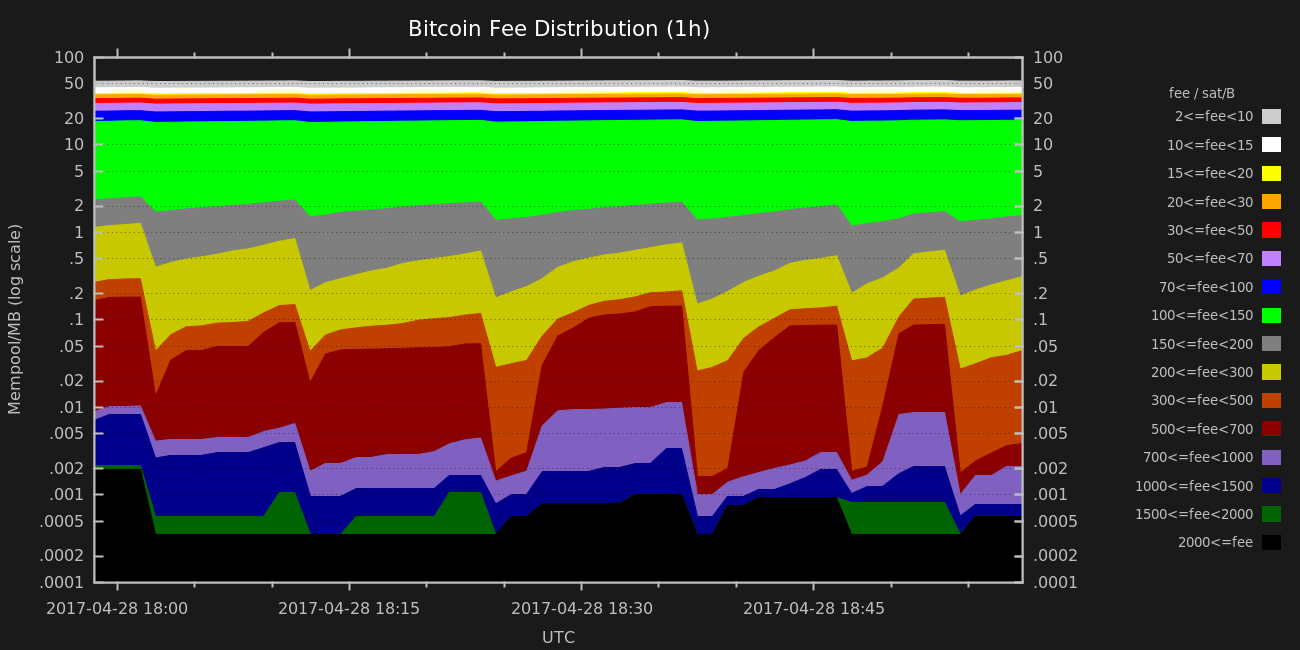 Bitcoin Fee Distribution (1h)
Mempool/MB (log scale)
100
50
20
10
5
2
1
.5
.2
.1
.05
.02
.01
.005
.002
.001
.0005
.0002
.0001
100
50
20
10
5
2
1
.5
.2
.1
.05
.02
.01
.005
.002
.001
.0005
.0002
.0001
2017-04-28 18:00
2017-04-28 18:15
2017-04-28 18:30
2017-04-28 18:45
UTC
fee / sat/B
2<=fee<10
10<=fee<15
15<=fee<20
20<=fee<30
30<=fee<50
50<=fee<70
70<=fee<100
100<=fee<150
150<=fee<200
200<=fee<300
300<=fee<500
500<=fee<700
700<=fee<1000
1000<=fee<1500
1500<=fee<2000
2000<=fee